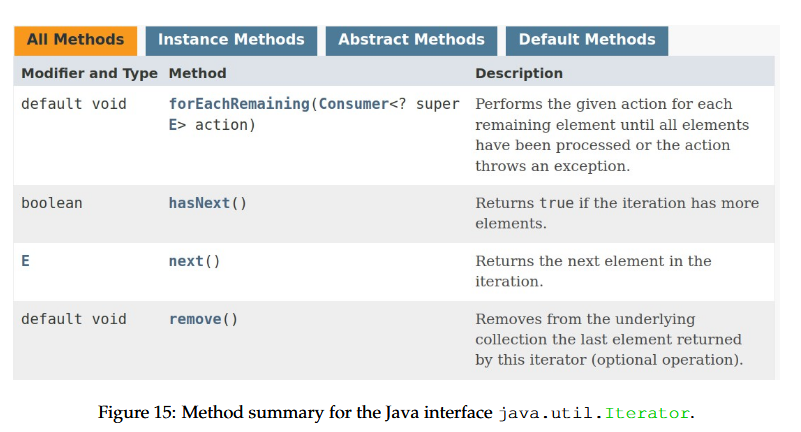 All Methods Instance Methods Abstract Methods Default Methods
Modifier and Type Method Description
default void forEachRemaining(Consumer<? super Performs the given action for each
E> action) remaining element until all elements
have been processed or the action
throws an exception.
boolean hasNext() Returns true if the iteration has more
elements.
E next() Returns the next element in the
iteration.
default void remove() Removes from the underlying
collection the last element returned
by this iterator (optional operation).
Figure 15: Method summary for the Java interface java.util.Iterator.